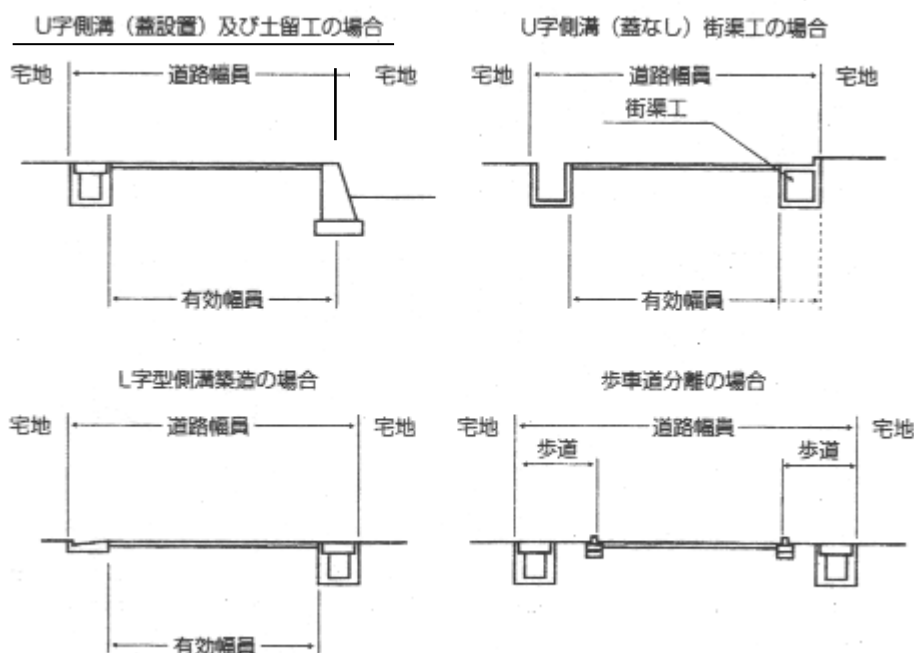 U字側溝（蓋設置）及び土留工の場合
宅地 道路幅員 宅地
有効幅員
U字側溝（蓋なし）街渠工の場合
宅地 道路幅員 宅地
街渠工
有効幅員
L字型側溝築造の場合
宅地 道路幅員 宅地
有効幅員
歩車道分離の場合
宅地 道路幅員 宅地
歩道 歩道